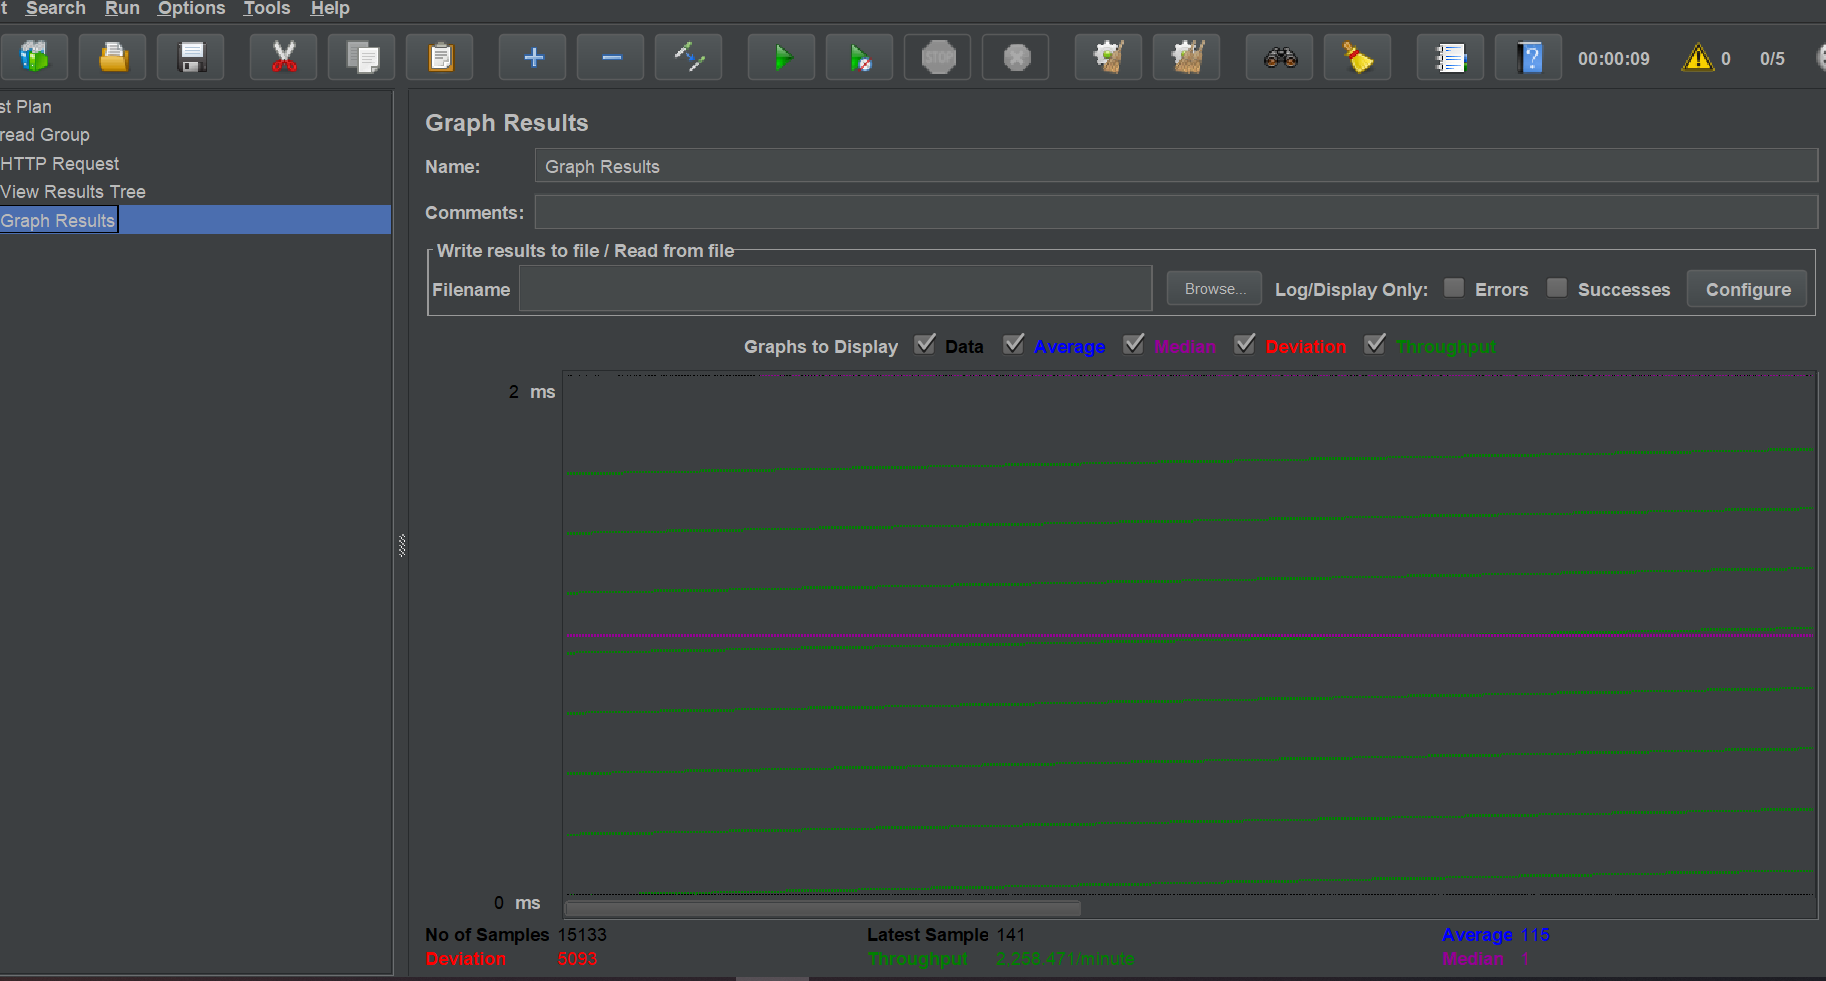 t Search Run Options Tools Help
STOP
00:00:09 0 0/5
st Plan
read Group
HTTP Request
View Results Tree
Graph Results
Graph Results
Name: Graph Results
Comments:
Write results to file / Read from file
Filename Browse... Log/Display Only: Errors Successes Configure
Graphs to Display Data Average Median Deviation Throughput
2 ms
0 ms
No of Samples 15133 Latest Sample 141 Average 115
Deviation 5093 Throughput 2,258.471/minute Median 1